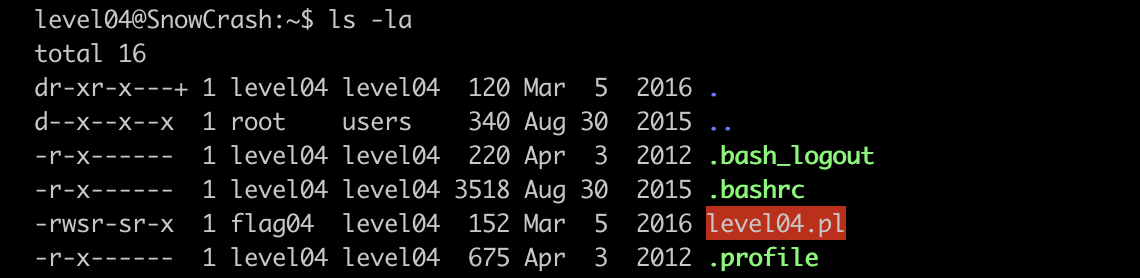 level04@SnowCrash:~$ ls -la
total 16
dr-xr-x---+ 1 level04 level04  120 Mar  5  2016 .
d--x--x--x  1 root    users    340 Aug 30  2015 ..
-r-x------  1 level04 level04  220 Apr  3  2012 .bash_logout
-r-x------  1 level04 level04 3518 Aug 30  2015 .bashrc
-rwsr-sr-x  1 flag04  level04  152 Mar  5  2016 level04.pl
-r-x------  1 level04 level04  675 Apr  3  2012 .profile